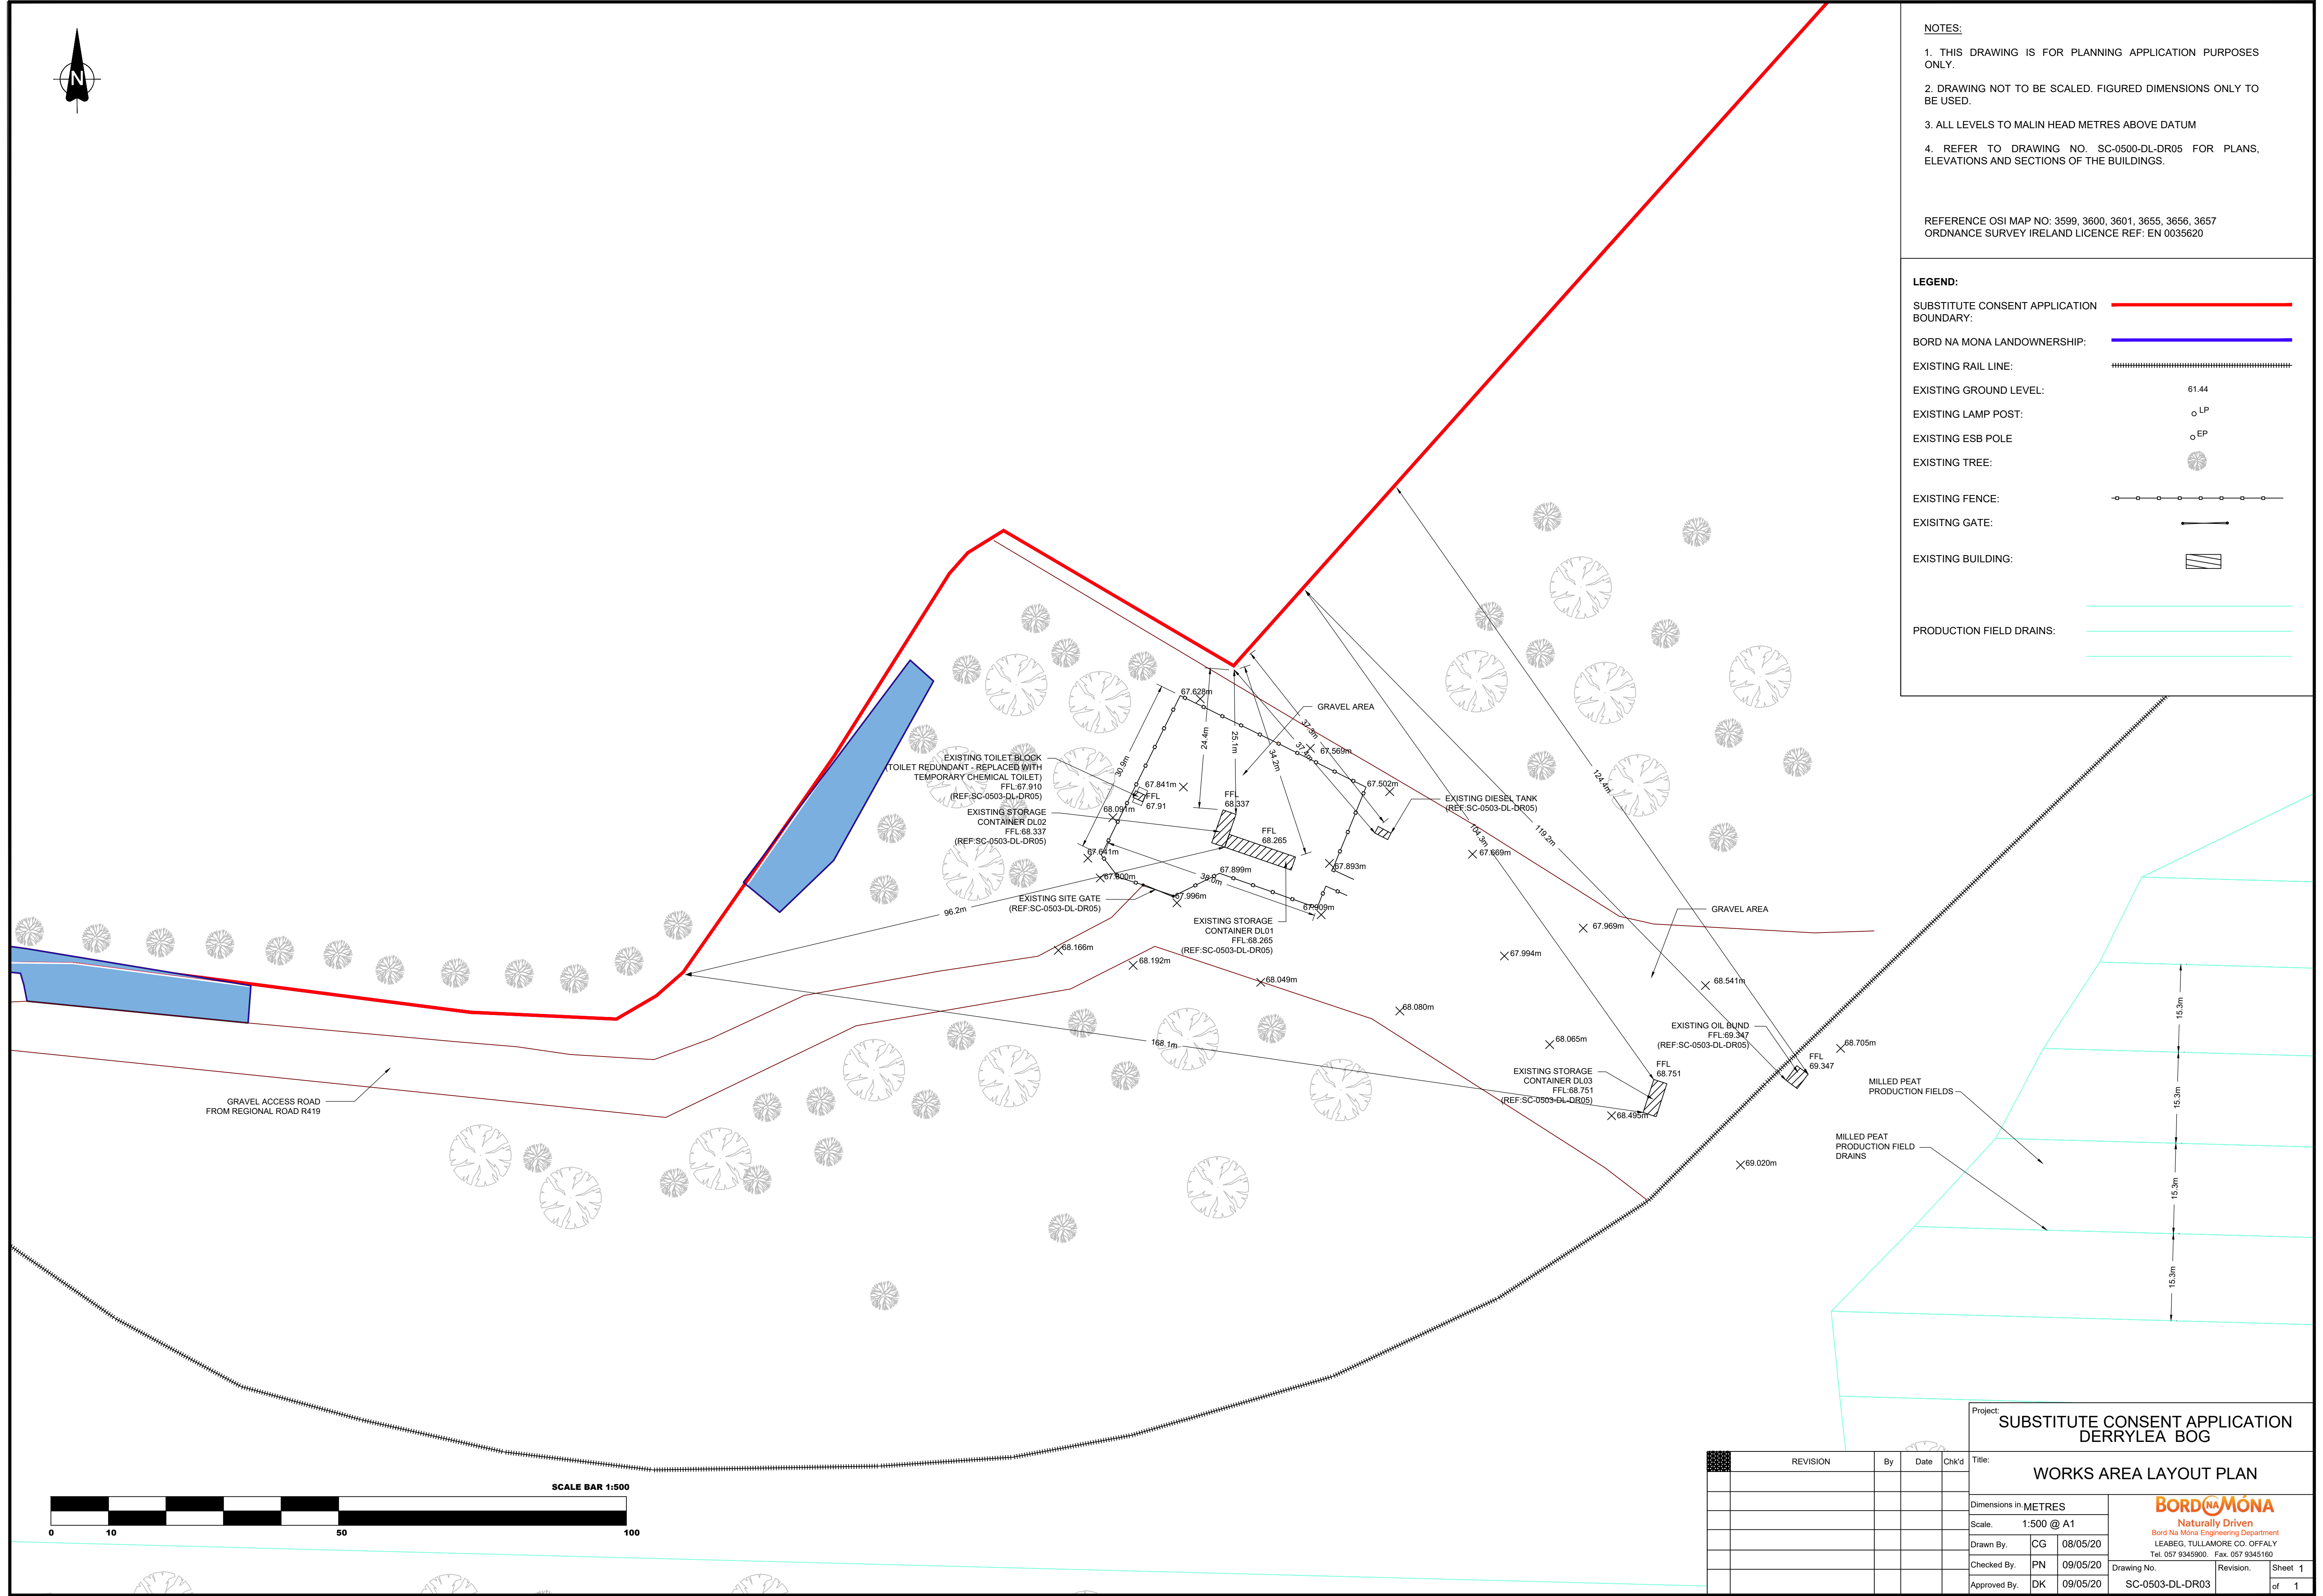 N
NOTES:
1. THIS DRAWING IS FOR PLANNING APPLICATION PURPOSES
ONLY.
2. DRAWING NOT TO BE SCALED. FIGURED DIMENSIONS ONLY TO
BE USED.
3. ALL LEVELS TO MALIN HEAD METRES ABOVE DATUM
4. REFER TO DRAWING NO. SC-0500-DL-DR05 FOR PLANS,
ELEVATIONS AND SECTIONS OF THE BUILDINGS.
REFERENCE OSI MAP NO: 3599, 3600, 3601, 3655, 3656, 3657
ORDNANCE SURVEY IRELAND LICENCE REF: EN 0035620
LEGEND:
SUBSTITUTE CONSENT APPLICATION
BOUNDARY:
BORD NA MONA LANDOWNERSHIP:
EXISTING RAIL LINE:
EXISTING GROUND LEVEL: 61.44
EXISTING LAMP POST: LP
EXISTING ESB POLE EP
EXISTING TREE:
EXISTING FENCE:
EXISITNG GATE:
EXISTING BUILDING:
PRODUCTION FIELD DRAINS:
67.628m
GRAVEL AREA
37.3m
24.4m
25.1m
37.4m
67.569m
34.2m
30.9m
EXISTING TOILET BLOCK
(TOILET REDUNDANT - REPLACED WITH
TEMPORARY CHEMICAL TOILET)
FFL:67.910
(REF:SC-0503-DL-DR05)
67.841m
FFL
67.91
67.502m
124.4m
EXISTING DIESEL TANK
(REF:SC-0503-DL-DR05)
FFL
68.337
68.091m
EXISTING STORAGE
CONTAINER DL02
FFL:68.337
(REF:SC-0503-DL-DR05)
FFL
68.265
104.3m
119.2m
67.641m
67.669m
67.893m
67.800m
67.899m
38.0m
EXISTING SITE GATE
(REF:SC-0503-DL-DR05)
67.996m
67.909m
96.2m
EXISTING STORAGE
CONTAINER DL01
FFL:68.265
(REF:SC-0503-DL-DR05)
GRAVEL AREA
67.969m
68.166m
68.192m
67.994m
68.049m
68.541m
68.080m
168.1m
68.065m
EXISTING OIL BUND
FFL:69.347
(REF:SC-0503-DL-DR05)
68.705m
FFL
69.347
FFL
68.751
EXISTING STORAGE
CONTAINER DL03
FFL:68.751
(REF:SC-0503-DL-DR05)
68.495m
69.020m
MILLED PEAT
PRODUCTION FIELDS
MILLED PEAT
PRODUCTION FIELD
DRAINS
15.3m
15.3m
15.3m
15.3m
GRAVEL ACCESS ROAD
FROM REGIONAL ROAD R419
SCALE BAR 1:500
0 10 50 100
REVISION By Date Chk'd
Project:
SUBSTITUTE CONSENT APPLICATION
DERRYLEA BOG
Title:
WORKS AREA LAYOUT PLAN
Dimensions in. METRES
Scale. 1:500 @ A1
Drawn By. CG 08/05/20
Checked By. PN 09/05/20
Approved By. DK 09/05/20
BORD NA MÓNA
Naturally Driven
Bord Na Móna Engineering Department
LEABEG, TULLAMORE CO. OFFALY
Tel. 057 9345900. Fax. 057 9345160
Drawing No. Revision. Sheet 1
SC-0503-DL-DR03 of 1